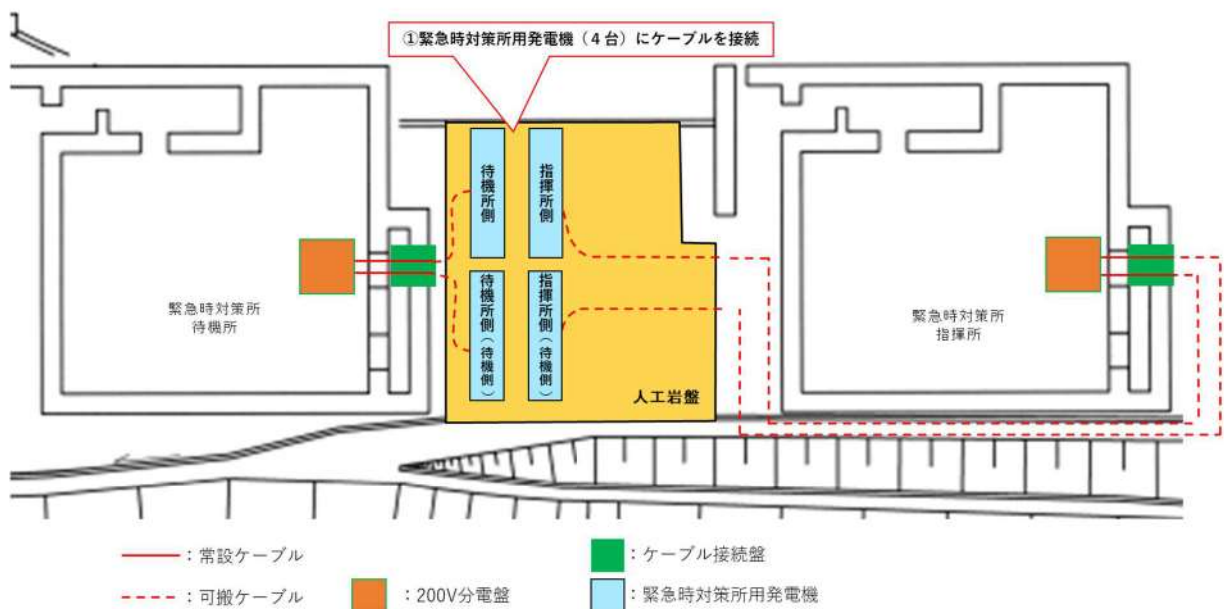 ①緊急時対策所用発電機（４台）にケーブルを接続
待機所側
指揮所側
待機所側（待機側）
指揮所側（待機側）
緊急時対策所
待機所
緊急時対策所
指揮所
人工岩盤
：常設ケーブル
：ケーブル接続盤
：可搬ケーブル
：200V分電盤
：緊急時対策所用発電機